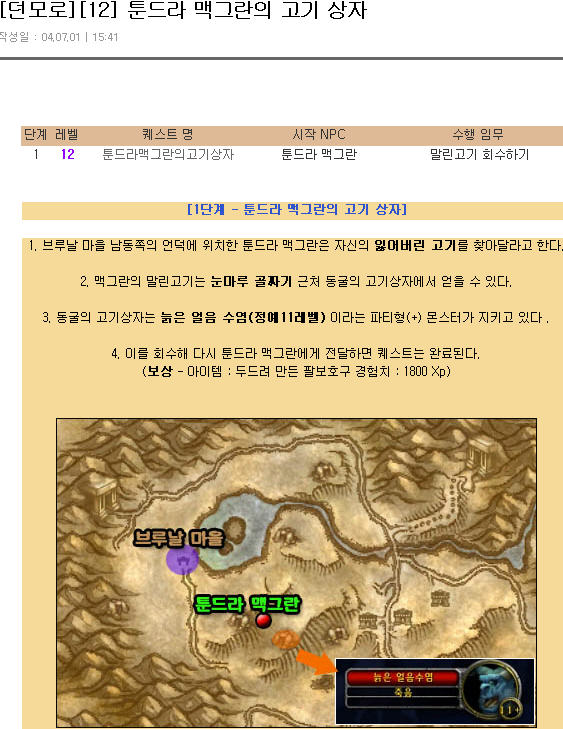 [던모로][12] 툰드라 맥그란의 고기 상자
작성일 : 04.07.01 | 15:41
단계 레벨 퀘스트 명 시작 NPC 수행 임무
1 12 툰드라맥그란의고기상자 툰드라 맥그란 말린고기 회수하기
[1단계 - 툰드라 맥그란의 고기 상자]
1. 브루날 마을 남동쪽의 언덕에 위치한 툰드라 맥그란은 자신의 잃어버린 고기를 찾아달라고 한다.
2. 맥그란의 말린고기는 눈마루 골짜기 근처 동굴의 고기상자에서 얻을 수 있다.
3. 동굴의 고기상자는 늙은 얼음 수염(정예11레벨) 이라는 파티형(+) 몬스터가 지키고 있다 .
4. 이를 회수해 다시 툰드라 맥그란에게 전달하면 퀘스트는 완료된다.
(보상 - 아이템 : 두드려 만든 팔보호구 경험치 : 1800 Xp)
브루날 마을
툰드라 맥그란
늙은 얼음수염
죽음
11+